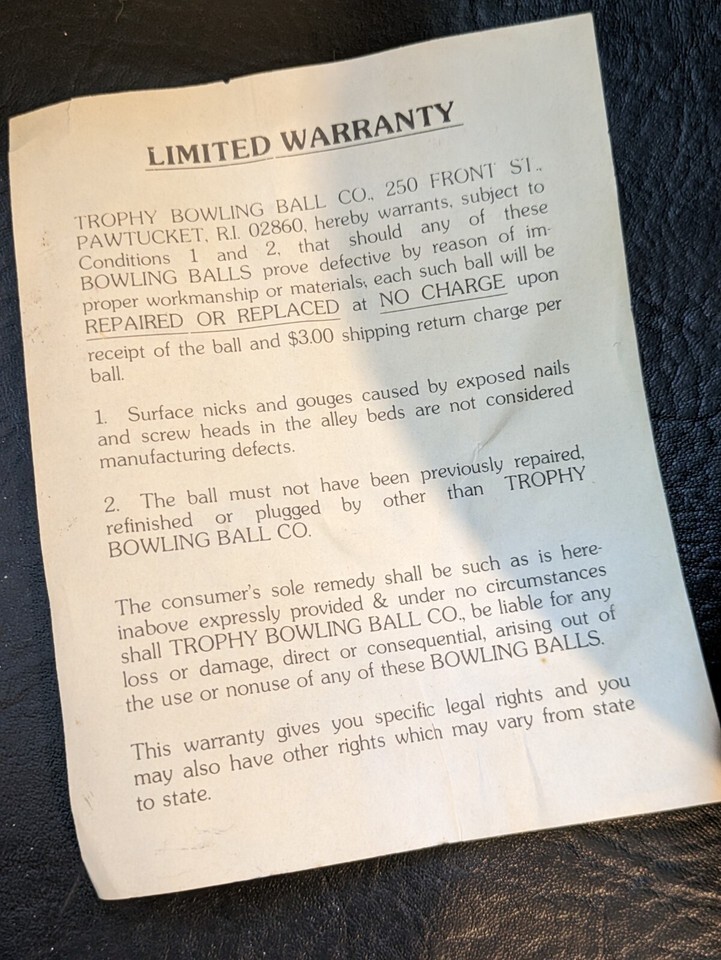 LIMITED WARRANTY
TROPHY BOWLING BALL CO., 250 FRONT ST.,
PAWTUCKET, R.I. 02860, hereby warrants, subject to
Conditions 1 and 2, that should any of these
BOWLING BALLS prove defective by reason of im-
proper workmanship or materials, each such ball will be
REPAIRED OR REPLACED at NO CHARGE upon
receipt of the ball and $3.00 shipping return charge per
ball.
1. Surface nicks and gouges caused by exposed nails
and screw heads in the alley beds are not considered
manufacturing defects.
2. The ball must not have been previously repaired,
refinished or plugged by other than TROPHY
BOWLING BALL CO.
The consumer's sole remedy shall be such as is here-
inabove expressly provided & under no circumstances
shall TROPHY BOWLING BALL CO., be liable for any
loss or damage, direct or consequential, arising out of
the use or nonuse of any of these BOWLING BALLS.
This warranty gives you specific legal rights and you
may also have other rights which may vary from state
to state.